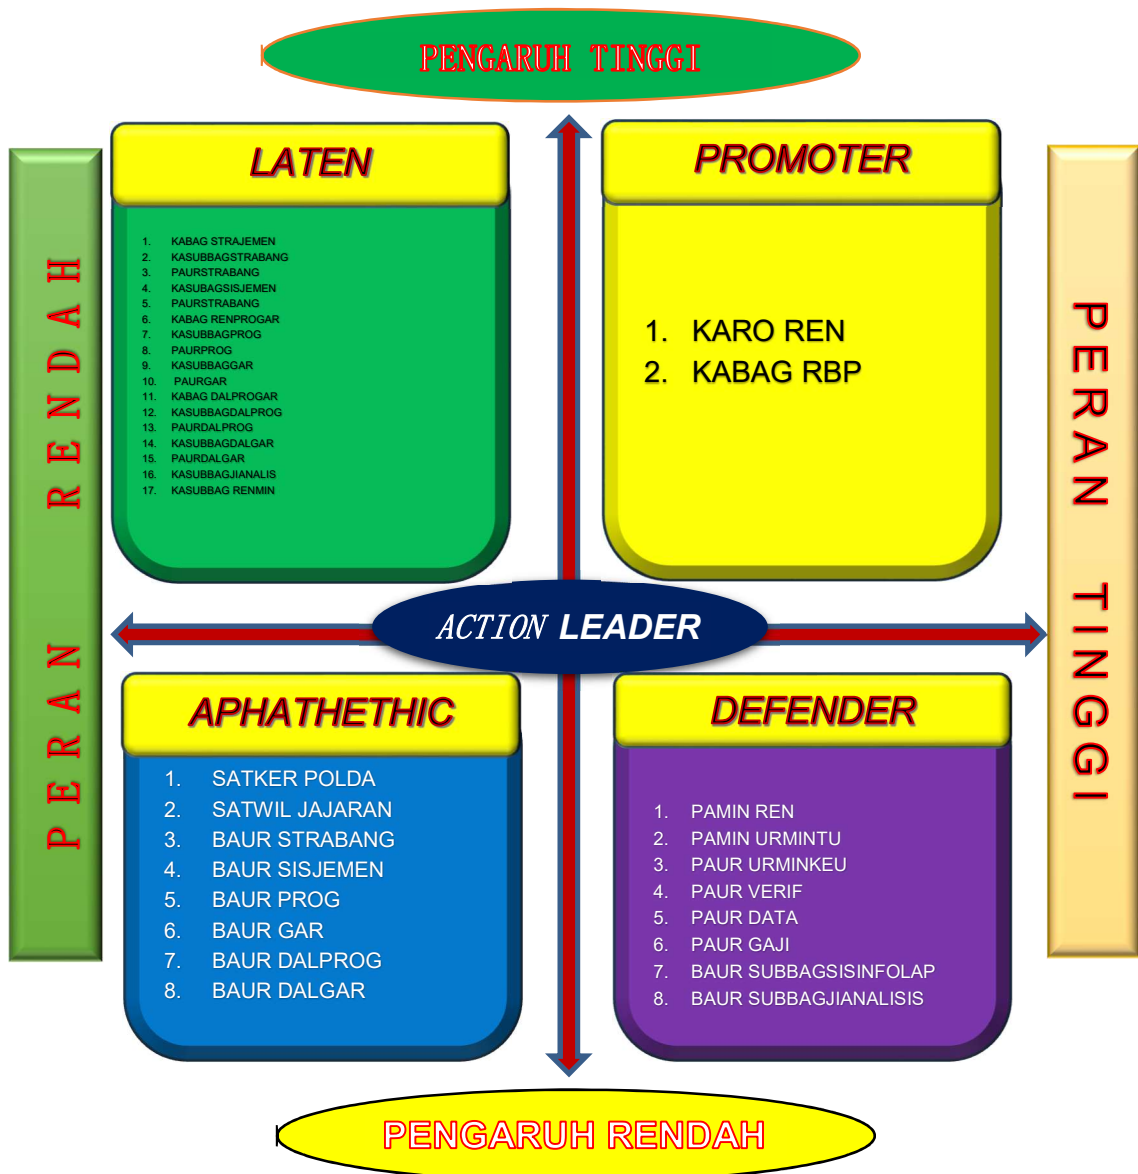 PENGARUH TINGGI
PERAN RENDAH
LATEN
1. KABAG STRAJEMEN
2. KASUBBAGSTRABANG
3. PAURSTRABANG
4. KASUBAGSISJEMEN
5. PAURSTRABANG
6. KABAG RENPROGAR
7. KASUBBAGPROG
8. PAURPROG
9. KASUBBAGGAR
10. PAURGAR
11. KABAG DALPROGAR
12. KASUBBAGDALPROG
13. PAURDALPROG
14. KASUBBAGDALGAR
15. PAURDALGAR
16. KASUBBAGJIANALIS
17. KASUBBAG RENMIN
PROMOTER
1. KARO REN
2. KABAG RBP
PERAN TINGGI
ACTION LEADER
APHATHETHIC
1. SATKER POLDA
2. SATWIL JAJARAN
3. BAUR STRABANG
4. BAUR SISJEMEN
5. BAUR PROG
6. BAUR GAR
7. BAUR DALPROG
8. BAUR DALGAR
DEFENDER
1. PAMIN REN
2. PAMIN URMINTU
3. PAUR URMINKEU
4. PAUR VERIF
5. PAUR DATA
6. PAUR GAJI
7. BAUR SUBBAGSISINFOLAP
8. BAUR SUBBAGJIANALISIS
PENGARUH RENDAH